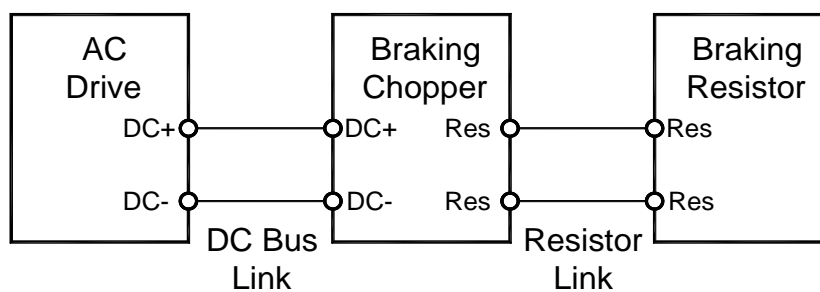 AC
Drive
Braking
Chopper
Braking
Resistor
DC+
DC+
Res
Res
DC-
DC-
Res
Res
DC Bus
Link
Resistor
Link